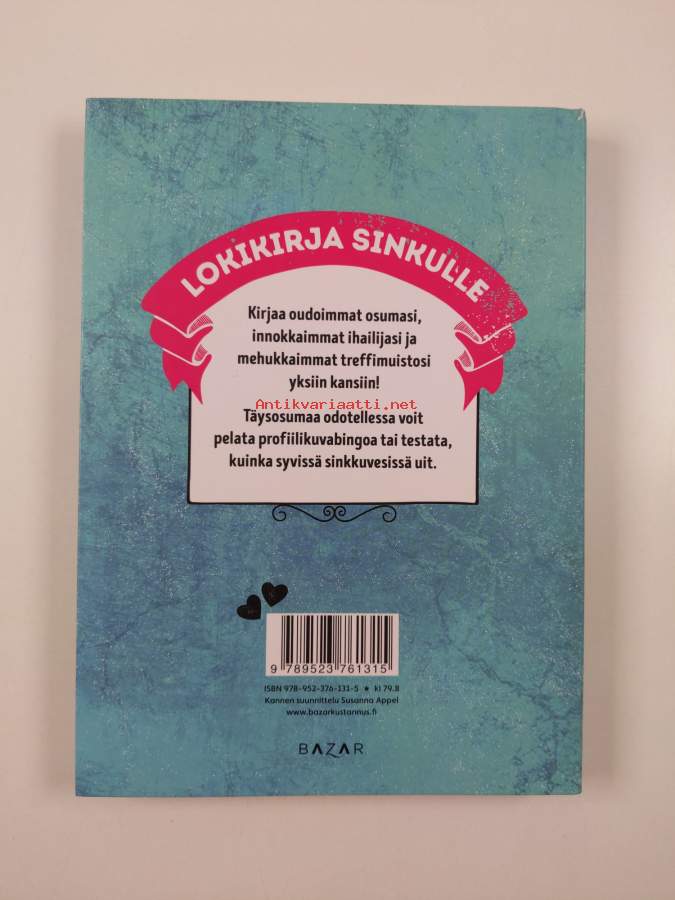 LOKIKIRJA SINKULLE
Kirjaa oudoimmat osumasi,
innokkaimmat ihailijasi ja
mehukkaimmat treffimuistosi
yksiin kansiin!
Antikvariaatti.net
Täysosumaa odotellessa voit
pelata profiilikuvabingoa tai testata,
kuinka syvissä sinkkuvesissä uit.
9 789523 761315
ISBN 978-952-376-131-5 ★ kl 79.8
Kannen suunnittelu Susanna Appel
www.bazarkustannus.fi
BAZAR